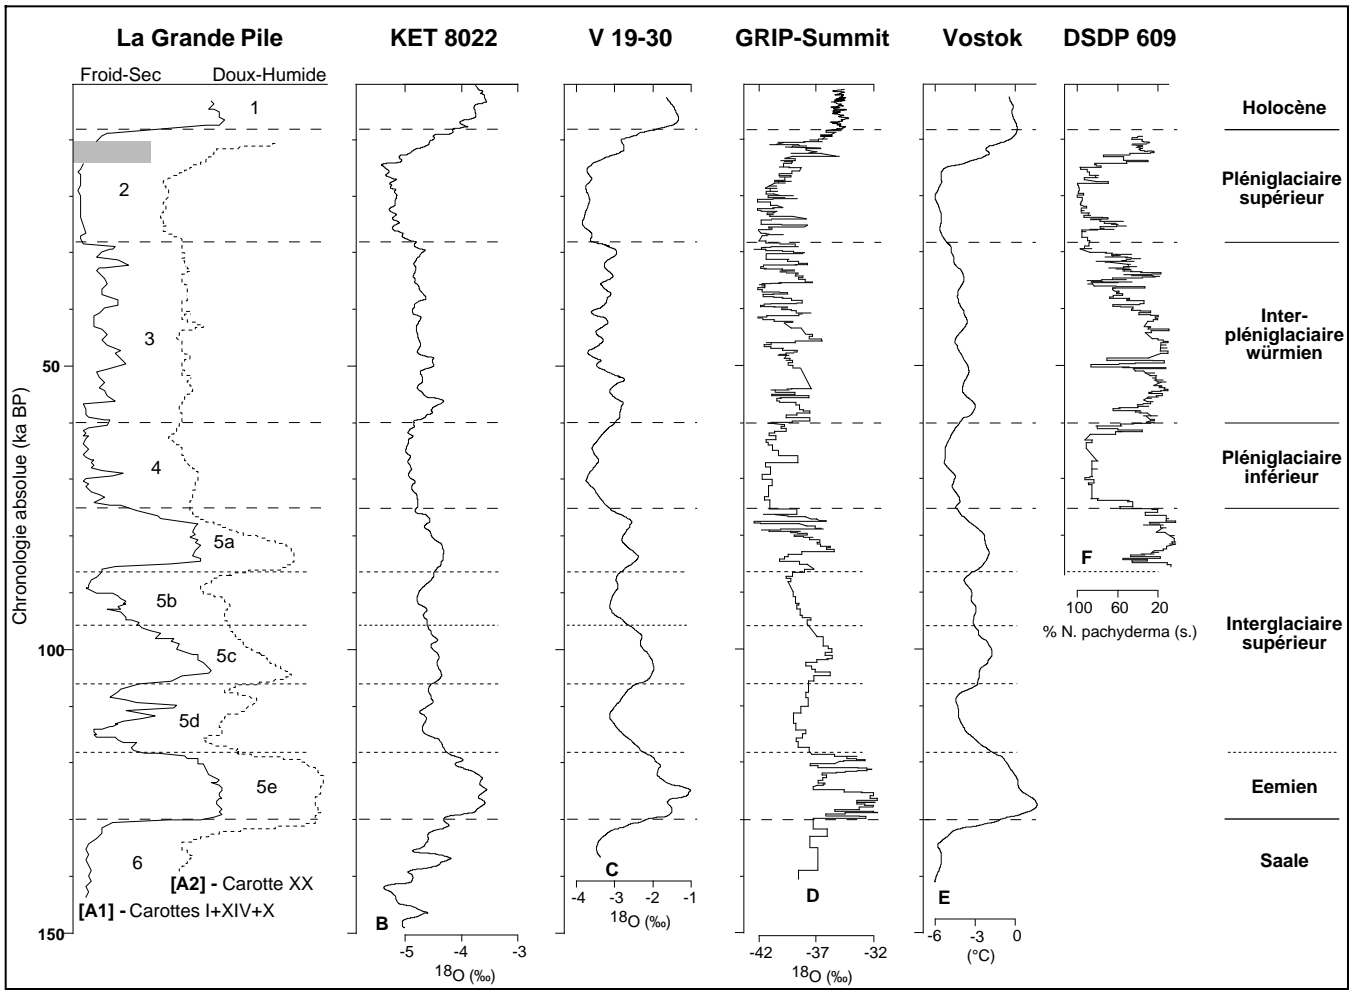 La Grande Pile
KET 8022
V 19-30
GRIP-Summit
Vostok
DSDP 609
Froid-Sec
Doux-Humide
1
2
3
4
5a
5b
5c
5d
5e
6
[A2] - Carotte XX
[A1] - Carottes I+XIV+X
Chronologie absolue (ka BP)
50
100
150
B
-5 -4 -3
18O (‰)
C
-4 -3 -2 -1
18O (‰)
D
-42 -37 -32
18O (‰)
E
-6 -3 0
(°C)
F
100 60 20
% N. pachyderma (s.)
Holocène
Pléniglaciaire
supérieur
Inter-
pléniglaciaire
würmien
Pléniglaciaire
inférieur
Interglaciaire
supérieur
Eemien
Saale